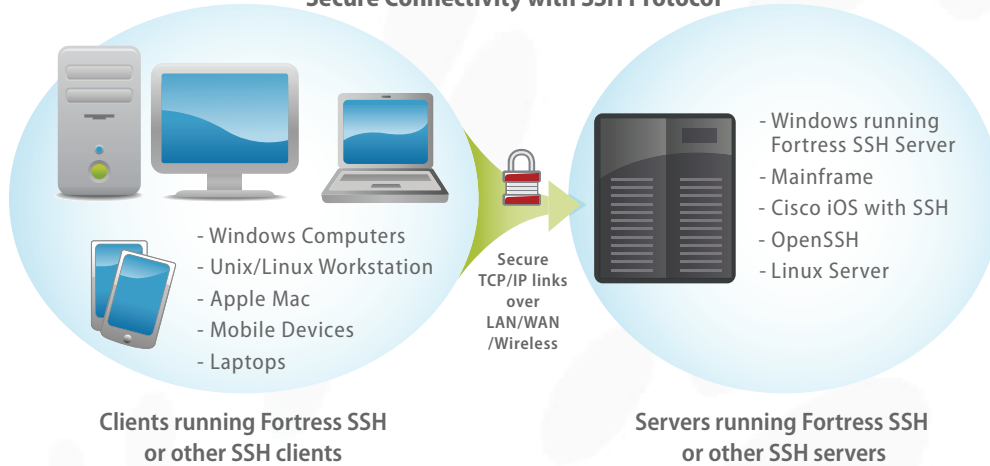 Secure Connectivity with SSH Protocol
- Windows Computers
- Unix/Linux Workstation
- Apple Mac
- Mobile Devices
- Laptops
Secure
TCP/IP links
over
LAN/WAN
/Wireless
- Windows running
Fortress SSH Server
- Mainframe
- Cisco iOS with SSH
- OpenSSH
- Linux Server
Clients running Fortress SSH
or other SSH clients
Servers running Fortress SSH
or other SSH servers